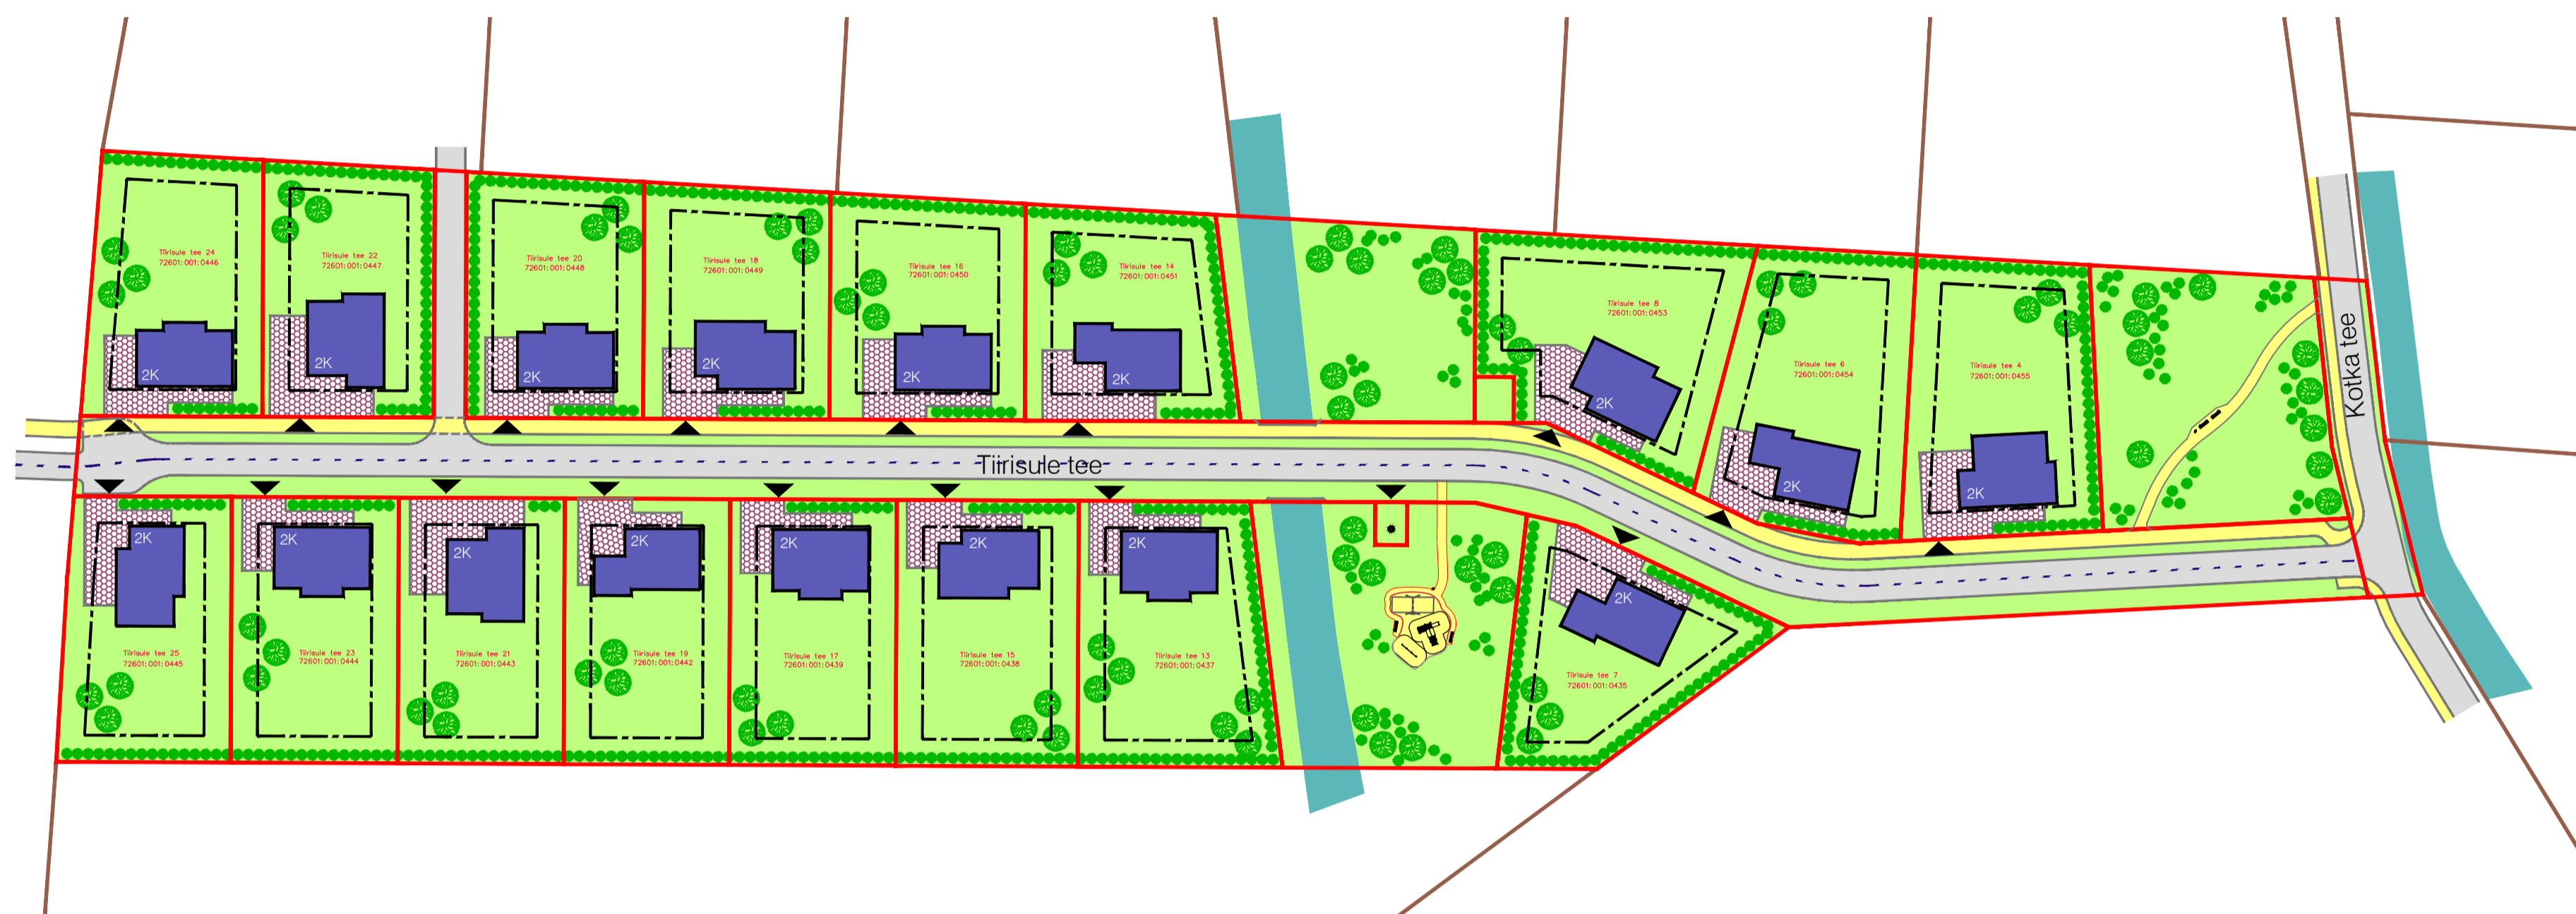 Tiirisule tee 24
72601:001:0446
2K
Tiirisule tee 22
72601:001:0447
2K
Tiirisule tee 20
72601:001:0448
2K
Tiirisule tee 18
72601:001:0449
2K
Tiirisule tee 16
72601:001:0450
2K
Tiirisule tee 14
72601:001:0451
2K
Tiirisule tee 8
72601:001:0453
2K
Tiirisule tee 6
72601:001:0454
2K
Tiirisule tee 4
72601:001:0455
2K
Kotka tee
Tiirisule tee
2K
Tiirisule tee 25
72601:001:0445
2K
Tiirisule tee 23
72601:001:0444
2K
Tiirisule tee 21
72601:001:0443
2K
Tiirisule tee 19
72601:001:0442
2K
Tiirisule tee 17
72601:001:0439
2K
Tiirisule tee 15
72601:001:0438
2K
Tiirisule tee 13
72601:001:0437
2K
Tiirisule tee 7
72601:001:0435